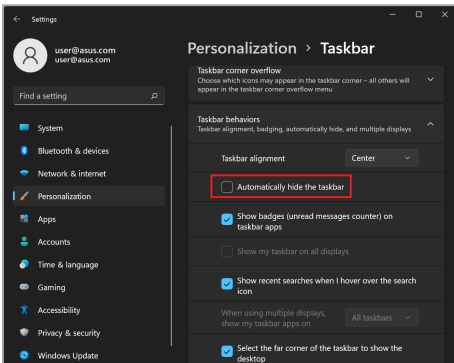 Settings
user@asus.com
user@asus.com
Find a setting
System
Bluetooth & devices
Network & internet
Personalization
Apps
Accounts
Time & language
Gaming
Accessibility
Privacy & security
Windows Update
Personalization > Taskbar
Taskbar corner overflow
Choose which icons may appear in the taskbar corner – all others will
appear in the taskbar corner overflow menu
Taskbar behaviors
Taskbar alignment, badging, automatically hide, and multiple displays
Taskbar alignment
Center
Automatically hide the taskbar
Show badges (unread messages counter) on
taskbar apps
Show my taskbar on all displays
Show recent searches when I hover over the search
icon
When using multiple displays,
show my taskbar apps on
All taskbars
Select the far corner of the taskbar to show the
desktop